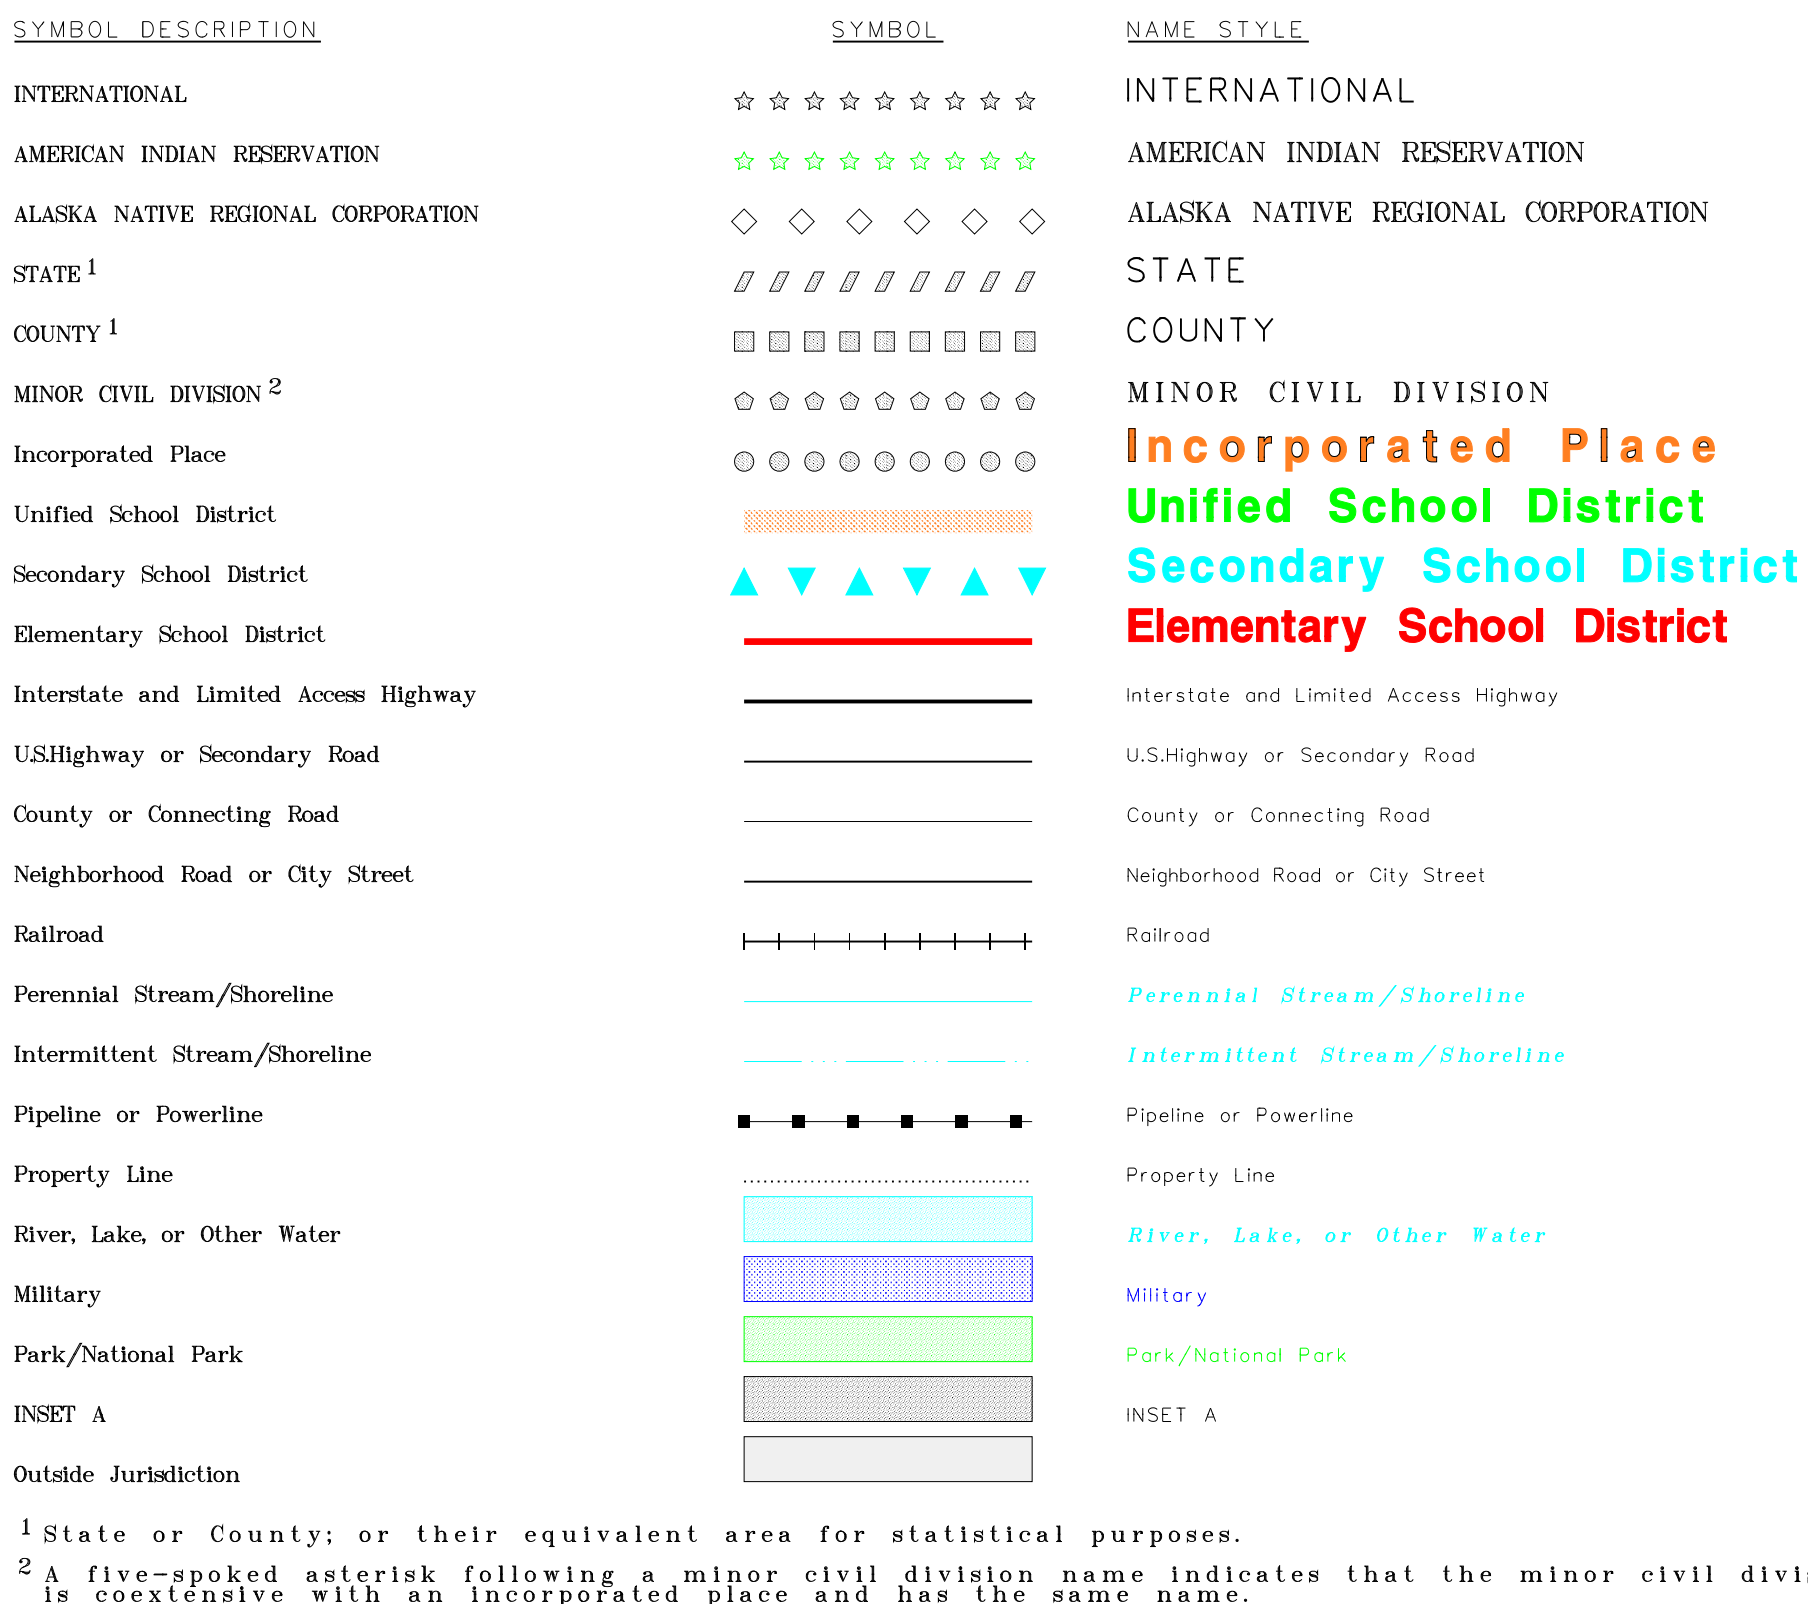 SYMBOL DESCRIPTION SYMBOL NAME STYLE
INTERNATIONAL INTERNATIONAL
AMERICAN INDIAN RESERVATION AMERICAN INDIAN RESERVATION
ALASKA NATIVE REGIONAL CORPORATION ALASKA NATIVE REGIONAL CORPORATION
STATE 1 STATE
COUNTY 1 COUNTY
MINOR CIVIL DIVISION 2 MINOR CIVIL DIVISION
Incorporated Place Incorporated Place
Unified School District Unified School District
Secondary School District Secondary School District
Elementary School District Elementary School District
Interstate and Limited Access Highway Interstate and Limited Access Highway
U.S.Highway or Secondary Road U.S.Highway or Secondary Road
County or Connecting Road County or Connecting Road
Neighborhood Road or City Street Neighborhood Road or City Street
Railroad Railroad
Perennial Stream/Shoreline Perennial Stream/Shoreline
Intermittent Stream/Shoreline Intermittent Stream/Shoreline
Pipeline or Powerline Pipeline or Powerline
Property Line Property Line
River, Lake, or Other Water River, Lake, or Other Water
Military Military
Park/National Park Park/National Park
INSET A INSET A
Outside Jurisdiction
1 State or County; or their equivalent area for statistical purposes.
2 A five-spoked asterisk following a minor civil division name indicates that the minor civil
is coextensive with an incorporated place and has the same name.